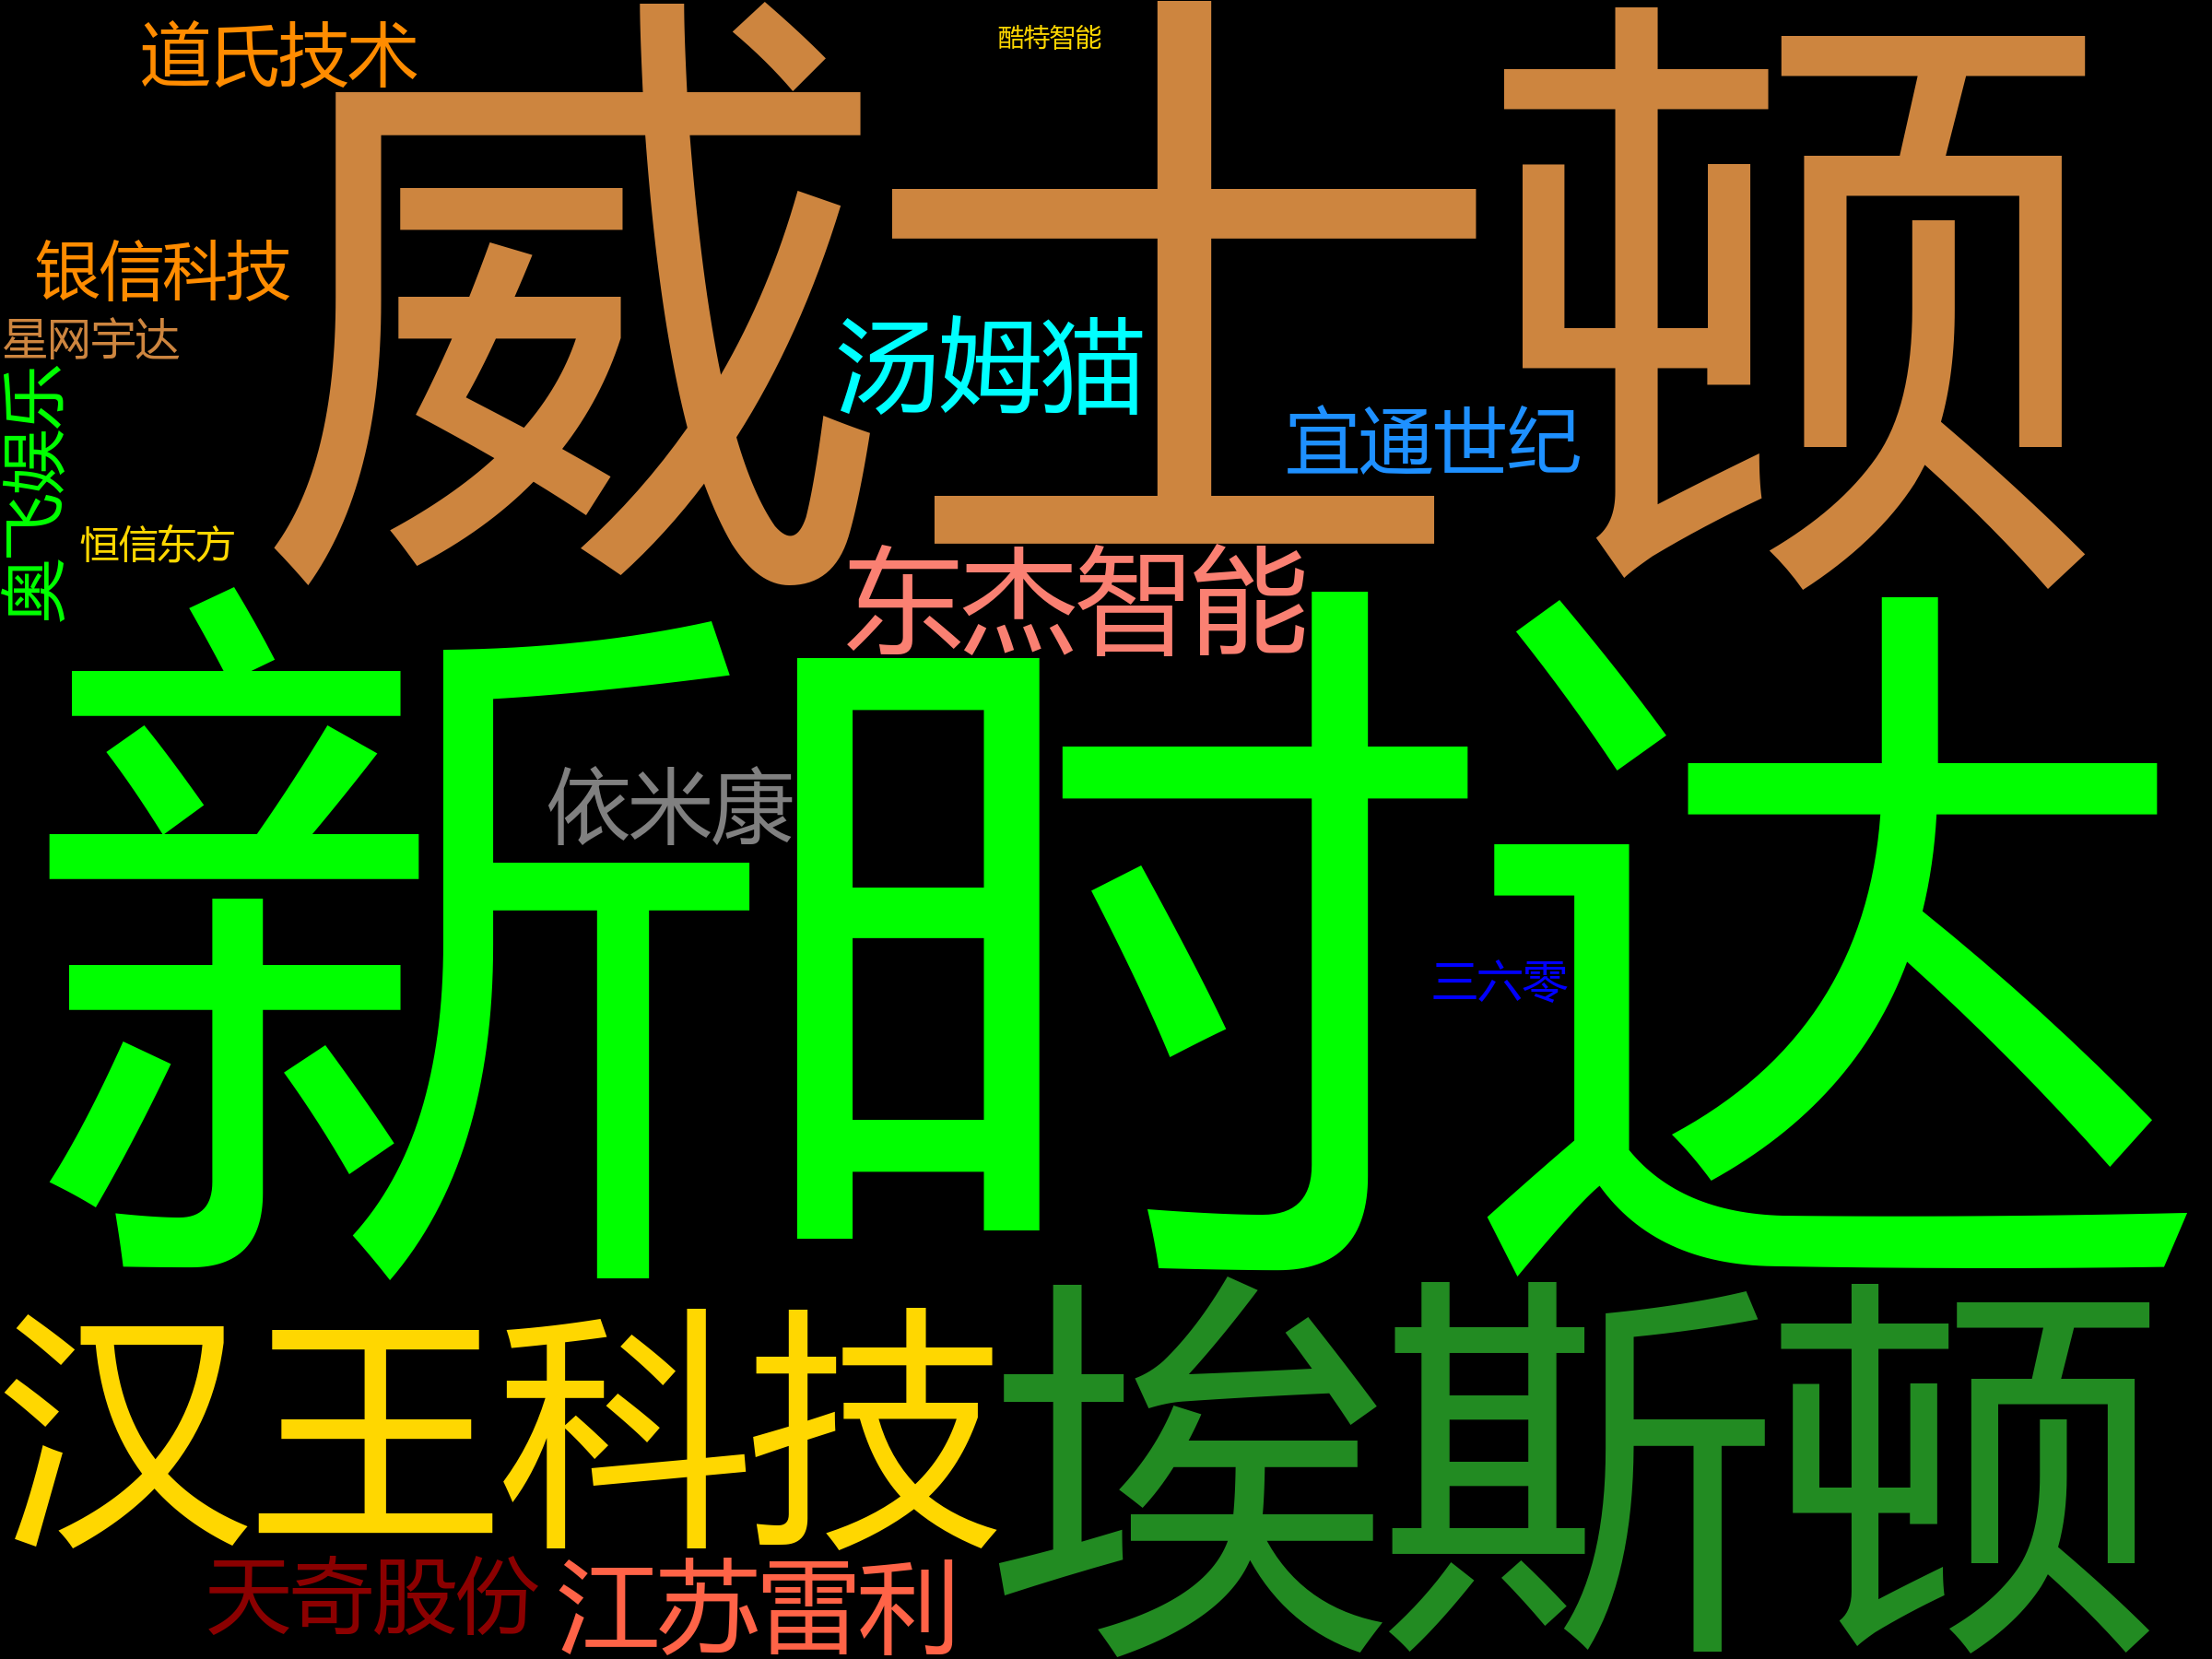 道氏技术
酷特智能
威士顿
银信科技
星网宇达
汤姆猫
宜通世纪
奥飞娱乐
恒信东方
东杰智能
新时达
依米康
三六零
汉王科技
埃斯顿
天奇股份
江苏雷利